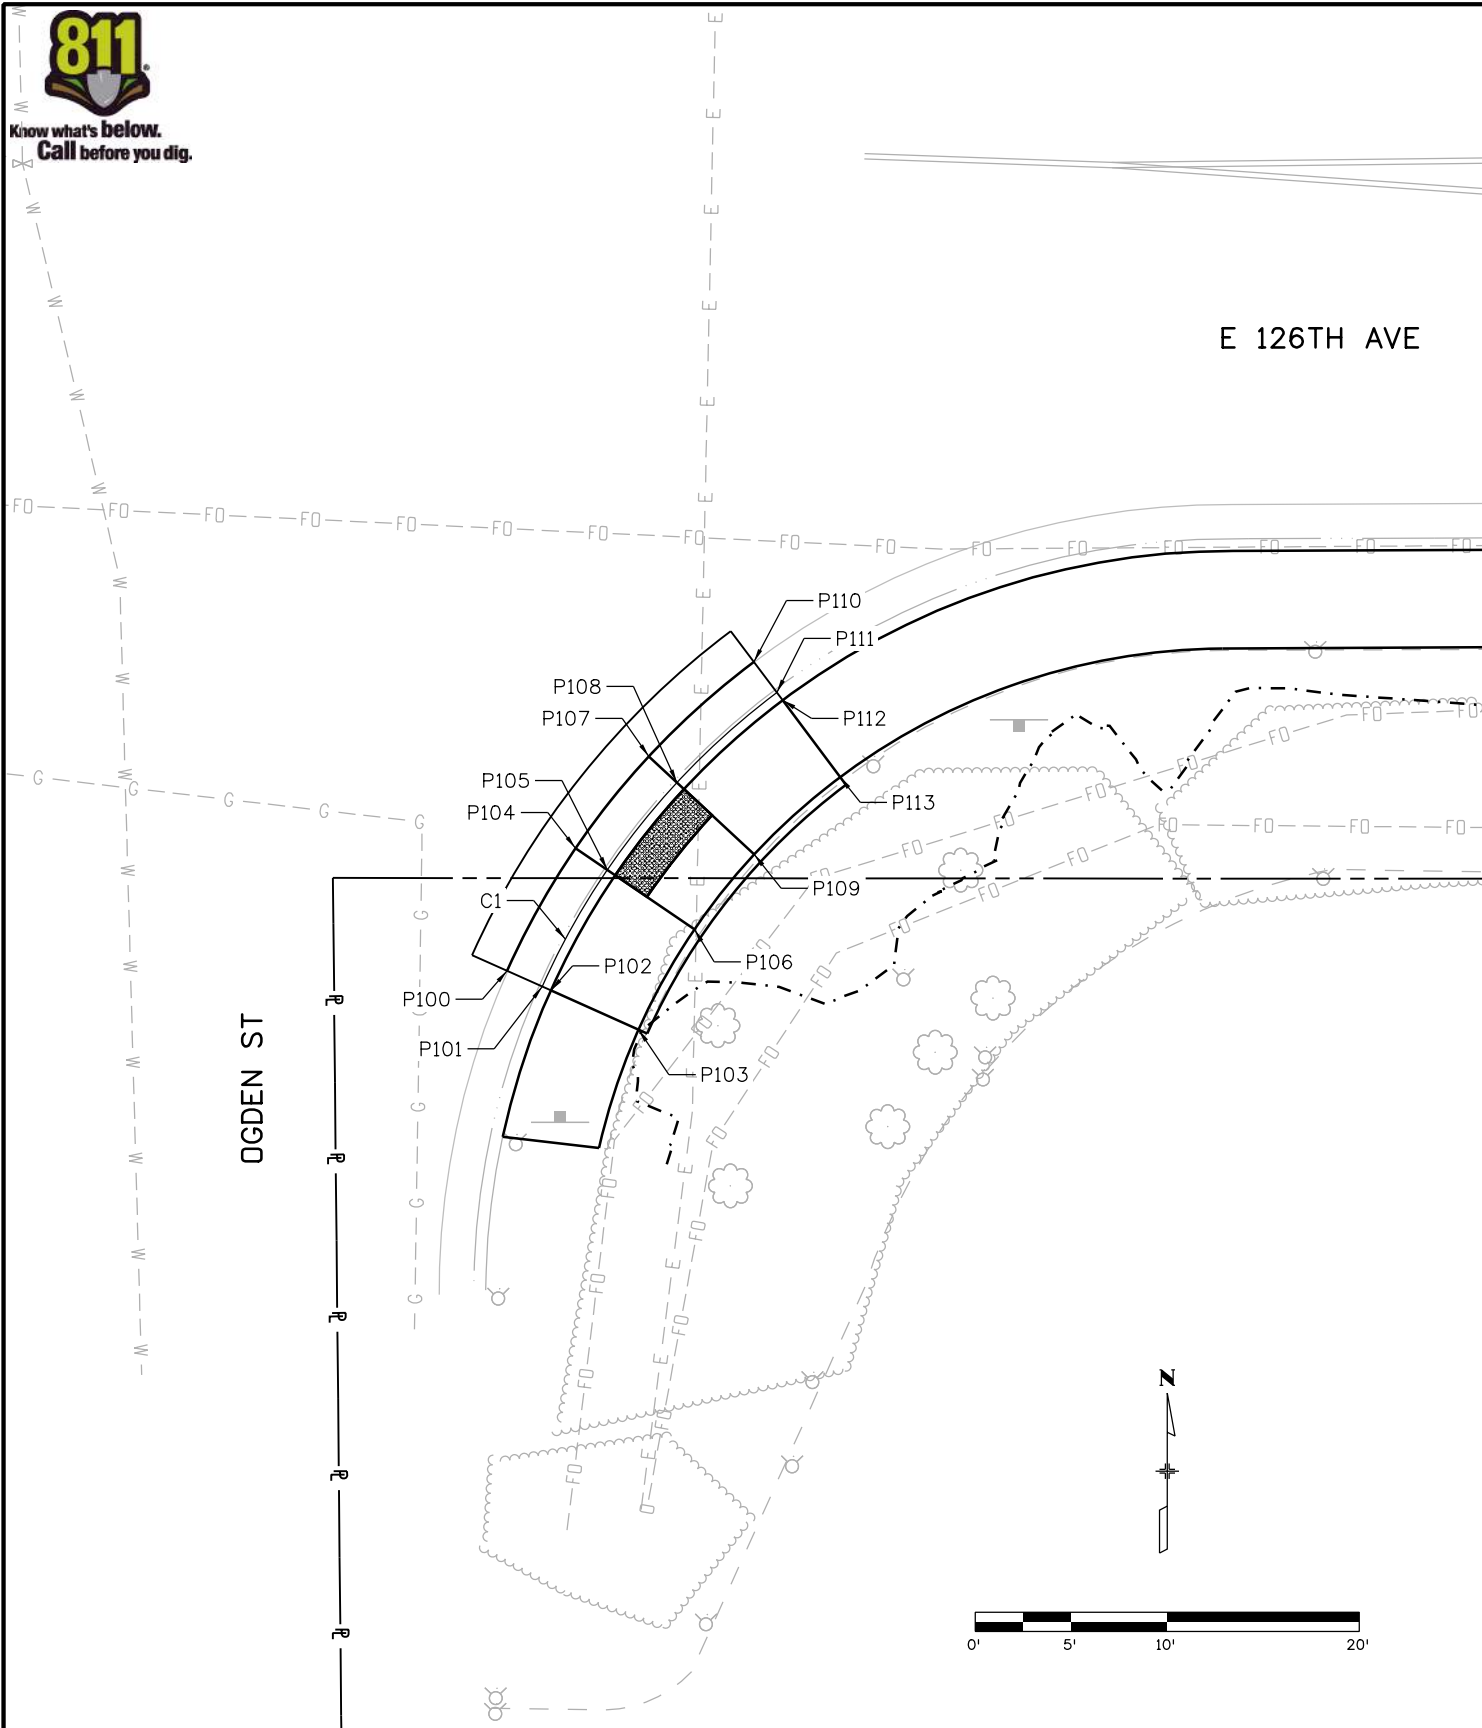 811
Know what's below.
Call before you dig.
E 126TH AVE
P110
P111
P108
P107
P112
P105
P104
P113
P109
C1
P106
P102
P100
P101
P103
OGDEN ST
N
0' 5' 10' 20'